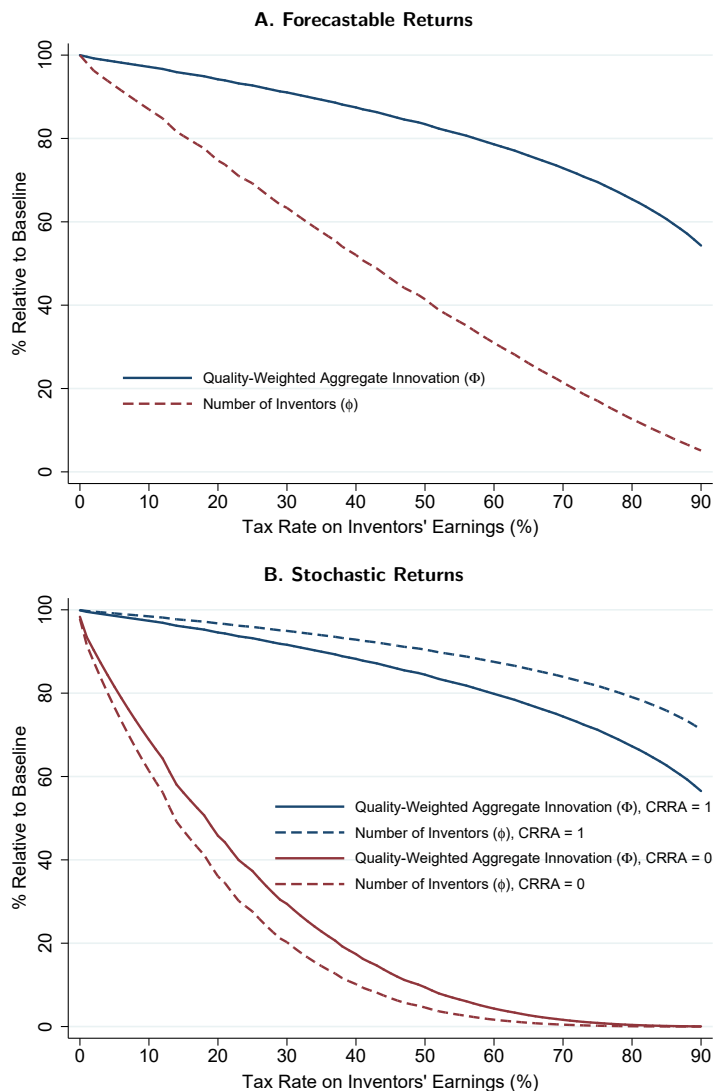 A. Forecastable Returns
% Relative to Baseline
100
80
60
40
20
0
Quality-Weighted Aggregate Innovation (Φ)
Number of Inventors (ϕ)
0 10 20 30 40 50 60 70 80 90
Tax Rate on Inventors' Earnings (%)
B. Stochastic Returns
% Relative to Baseline
100
80
60
40
20
0
Quality-Weighted Aggregate Innovation (Φ), CRRA = 1
Number of Inventors (ϕ), CRRA = 1
Quality-Weighted Aggregate Innovation (Φ), CRRA = 0
Number of Inventors (ϕ), CRRA = 0
0 10 20 30 40 50 60 70 80 90
Tax Rate on Inventors' Earnings (%)